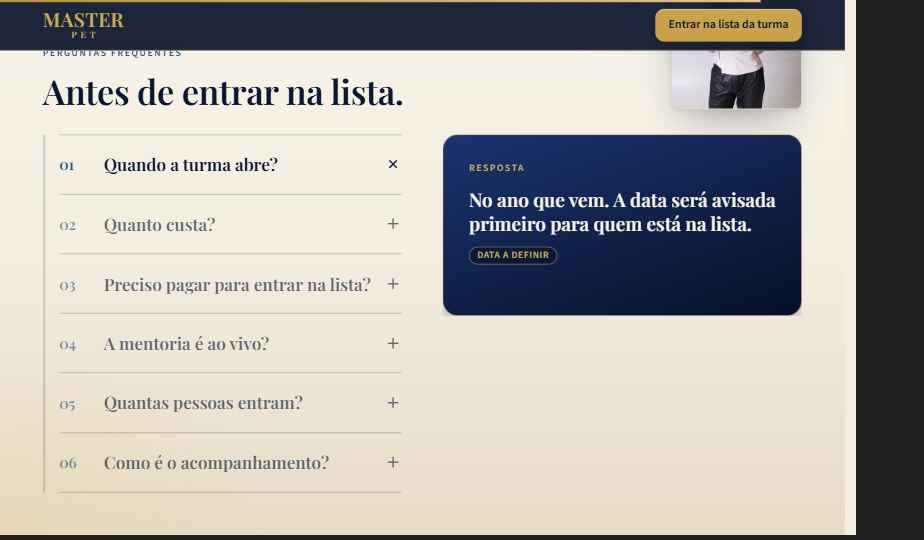 MASTER
PET
Entrar na lista da turma
PERGUNTAS FREQUENTES
Antes de entrar na lista.
01 Quando a turma abre? ×
02 Quanto custa? +
03 Preciso pagar para entrar na lista? +
04 A mentoria é ao vivo? +
05 Quantas pessoas entram? +
06 Como é o acompanhamento? +
RESPOSTA
No ano que vem. A data será avisada
primeiro para quem está na lista.
DATA A DEFINIR